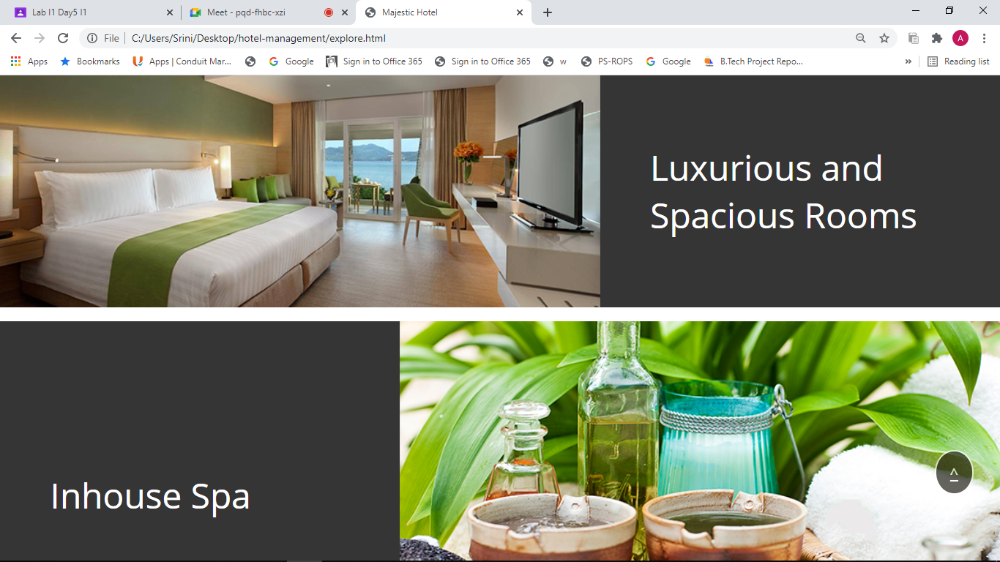 Lab I1 Day5 I1
Meet - pqd-fhbc-xzi
Majestic Hotel
File
C:/Users/Srini/Desktop/hotel-management/explore.html
A
Apps
Bookmarks
Apps | Conduit Mar...
Google
Sign in to Office 365
Sign in to Office 365
w
PS-ROPS
Google
B.Tech Project Repo...
»
Reading list
Luxurious and
Spacious Rooms
Inhouse Spa
^